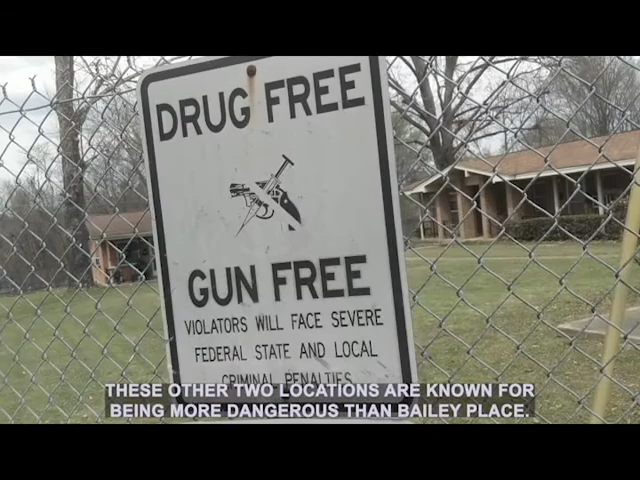 DRUG FREE
GUN FREE
VIOLATORS WILL FACE SEVERE
FEDERAL STATE AND LOCAL
CRIMINAL PENALTIES
THESE OTHER TWO LOCATIONS ARE KNOWN FOR
BEING MORE DANGEROUS THAN BAILEY PLACE.